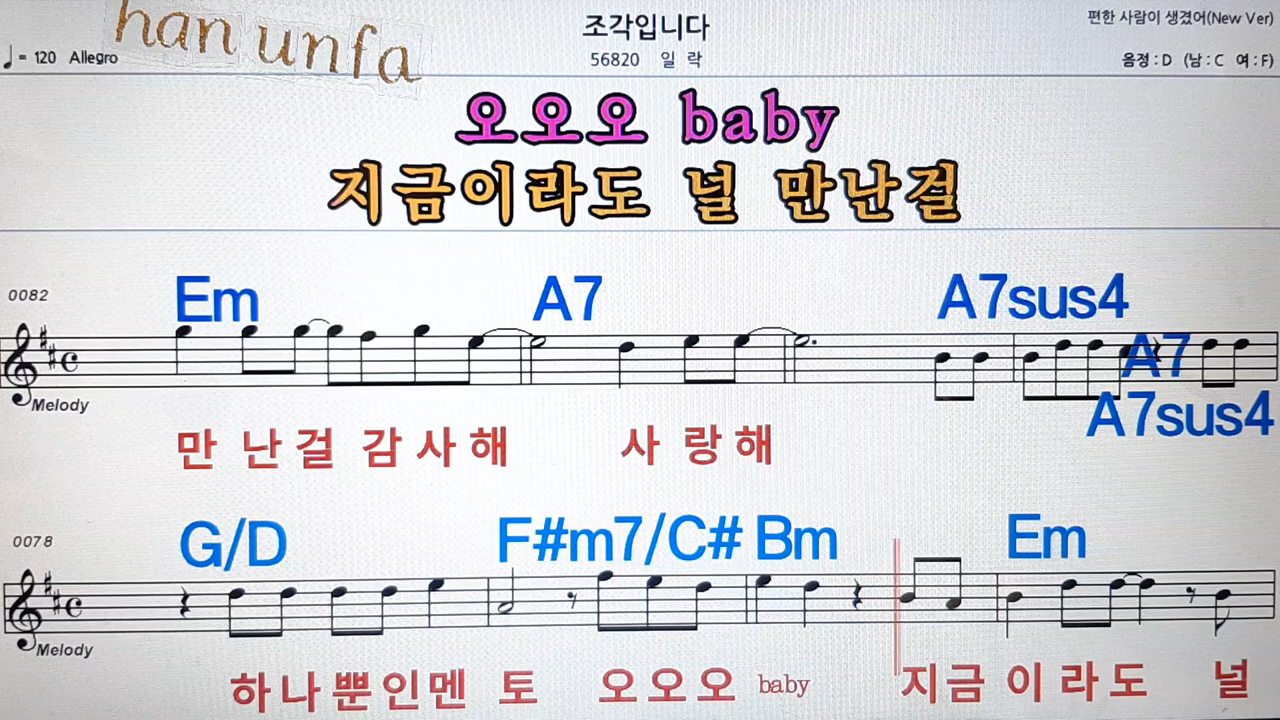 han unfa
조각입니다
편한 사람이 생겼어(New Ver)
♩= 120 Allegro
56820 일 락
음정 : D (남 : C 여 : F)
오오오 baby
지금이라도 널 만난걸
0082
Em A7 A7sus4
A7
A7sus4
Melody
만 난 걸 감 사 해 사 랑 해
0078
G/D F#m7/C# Bm Em
Melody
하 나 뿐 인 멘 토 오 오 오 baby 지 금 이 라 도 널